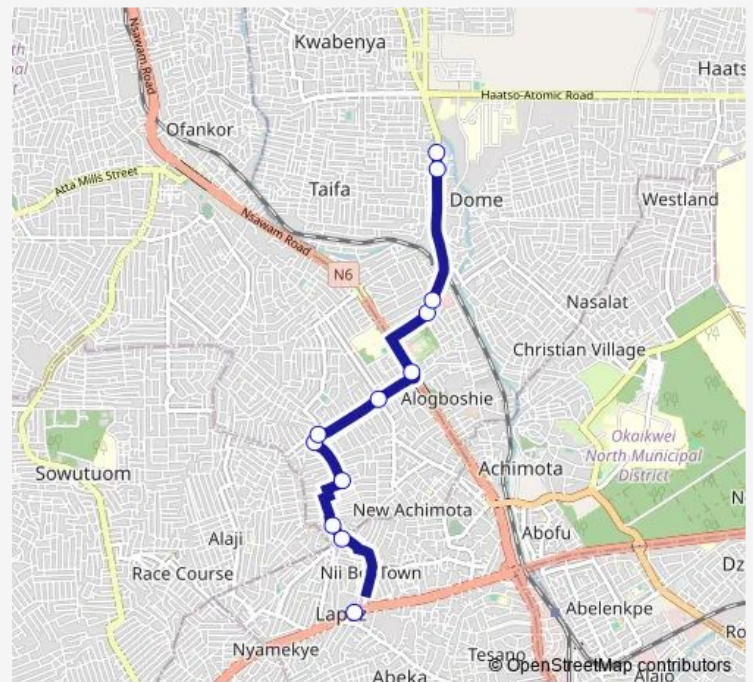 Kwabenya
Haats
Nsawam Road
Haatso-Atomic Road
Ofankor
Atta Mills Street
Taifa
Dome
Westland
Nsawam Road
N6
Nasalat
Christian Village
Alogboshie
Okaikwei
North Municipal
District
Sowutuom
Achimota
N
New Achimota
Abofu
Alaji
Race Course
Nii B
Town
Dz
Lap
Abelenkpe
Ro
Nyamekye
Tesano
Abeka
Alajo
© OpenStreetMap contributors